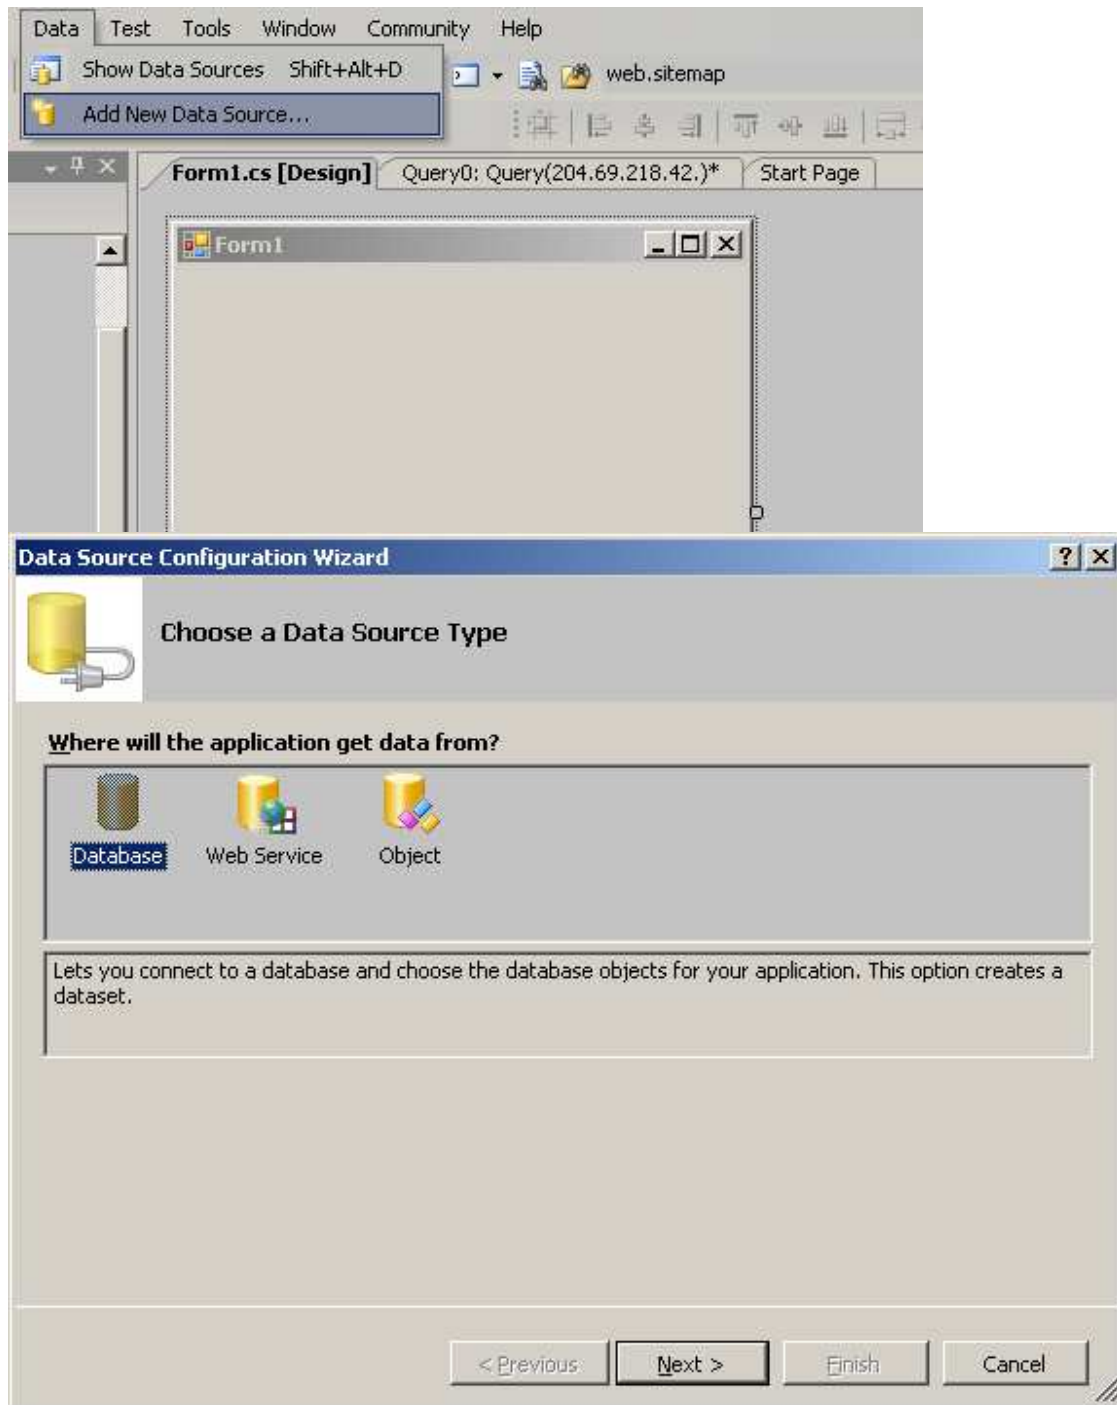 Data Test Tools Window Community Help
Show Data Sources Shift+Alt+D
web.sitemap
Add New Data Source...
Form1.cs [Design] Query0: Query(204.69.218.42.)* Start Page
Form1
Data Source Configuration Wizard
Choose a Data Source Type
Where will the application get data from?
Database Web Service Object
Lets you connect to a database and choose the database objects for your application. This option creates a
dataset.
< Previous Next > Finish Cancel